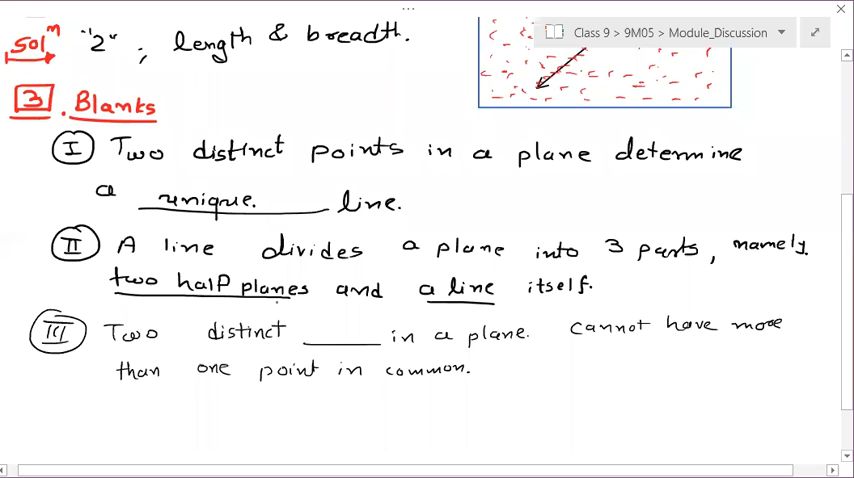 ...
Class 9 > 9M05 > Module_Discussion
Solⁿ "2" ; length & breadth.
3 . Blanks
I Two distinct points in a plane determine
a unique. line.
II A line divides a plane into 3 parts, namely
two half planes and a line itself.
III Two distinct ______ in a plane. cannot have more
than one point in common.